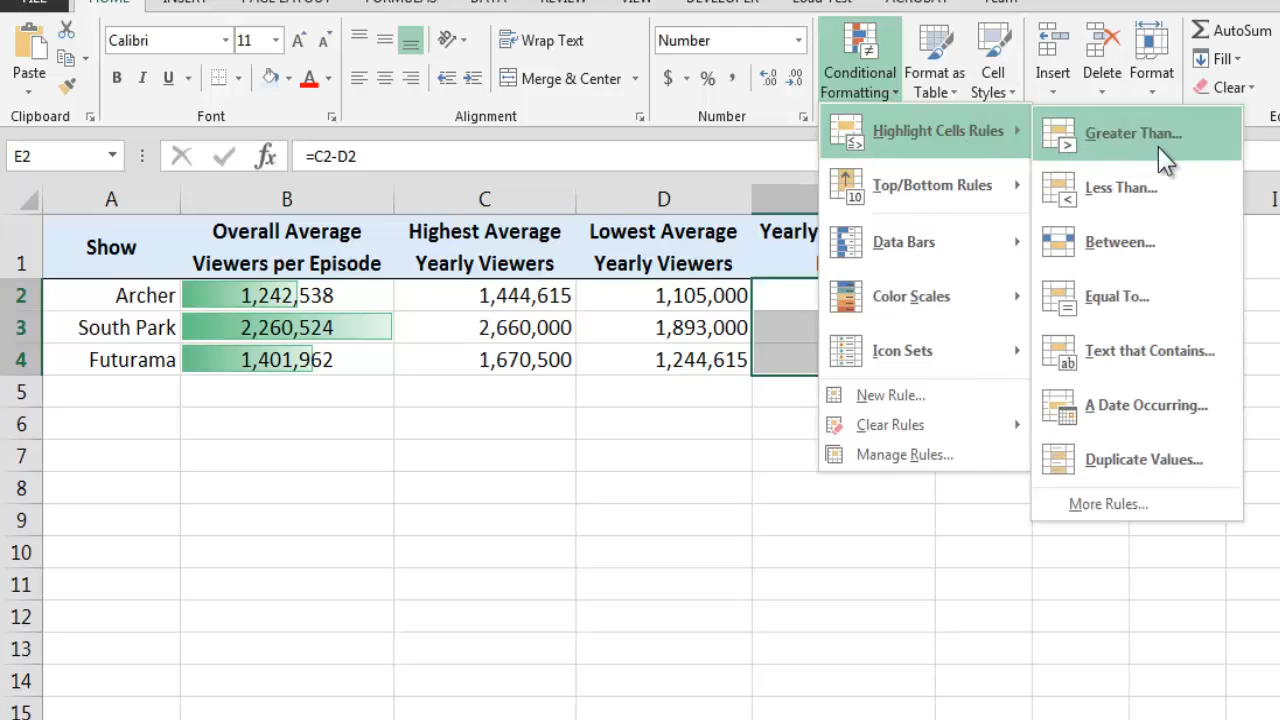 FILE HOME INSERT PAGE LAYOUT FORMULAS DATA REVIEW VIEW DEVELOPER Load Test ACROBAT Team
Paste
Clipboard
Calibri 11
B I U
Font
Wrap Text
Merge & Center
Alignment
Number
$ %
Number
Conditional
Formatting
Format as
Table
Cell
Styles
Insert Delete Format
AutoSum
Fill
Clear
E2 fx =C2-D2
A B C D I
1 Show
Overall Average
Viewers per Episode
Highest Average
Yearly Viewers
Lowest Average
Yearly Viewers
Yearly
2 Archer 1,242,538 1,444,615 1,105,000
3 South Park 2,260,524 2,660,000 1,893,000
4 Futurama 1,401,962 1,670,500 1,244,615
5
6
7
8
9
10
11
12
13
14
15
Highlight Cells Rules
Top/Bottom Rules
Data Bars
Color Scales
Icon Sets
New Rule...
Clear Rules
Manage Rules...
Greater Than...
Less Than...
Between...
Equal To...
Text that Contains...
A Date Occurring...
Duplicate Values...
More Rules...